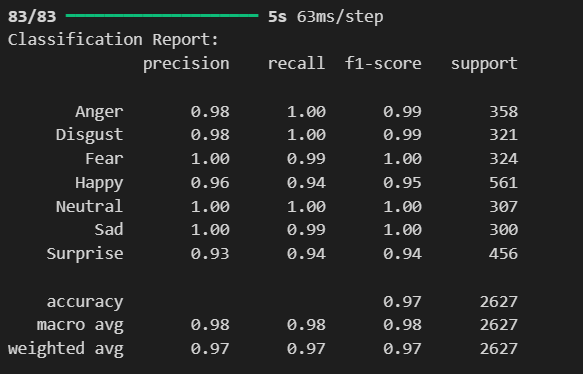 83/83 ━━━━━━━━━━━━━━━━━━━━ 5s 63ms/step
Classification Report:
precision recall f1-score support
Anger 0.98 1.00 0.99 358
Disgust 0.98 1.00 0.99 321
Fear 1.00 0.99 1.00 324
Happy 0.96 0.94 0.95 561
Neutral 1.00 1.00 1.00 307
Sad 1.00 0.99 1.00 300
Surprise 0.93 0.94 0.94 456
accuracy 0.97 2627
macro avg 0.98 0.98 0.98 2627
weighted avg 0.97 0.97 0.97 2627